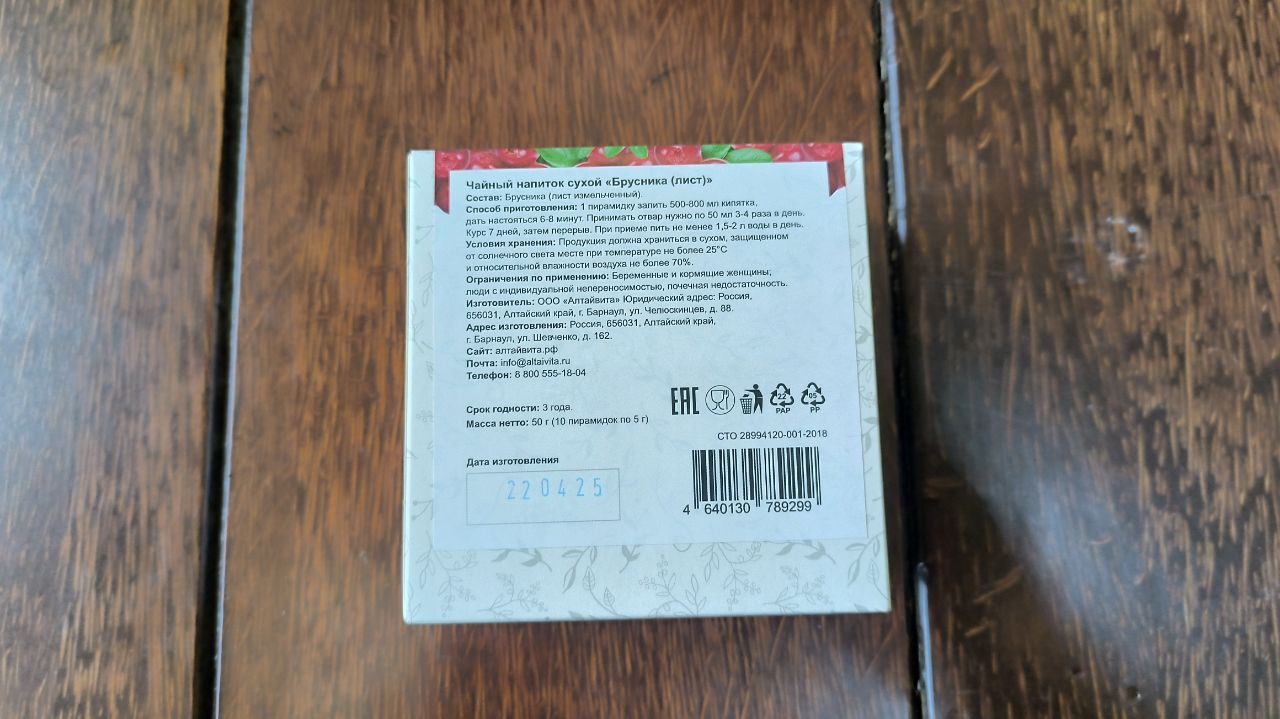 Чайный напиток сухой «Брусника (лист)»
Состав: Брусника (лист измельченный).
Способ приготовления: 1 пирамидку запить 500-800 мл кипятка,
дать настояться 6-8 минут. Принимать отвар нужно по 50 мл 3-4 раза в день.
Курс 7 дней, затем перерыв. При приеме пить не менее 1,5-2 л воды в день.
Условия хранения: Продукция должна храниться в сухом, защищенном
от солнечного света месте при температуре не более 25°С
и относительной влажности воздуха не более 70%.
Ограничения по применению: Беременные и кормящие женщины;
люди с индивидуальной непереносимостью, почечная недостаточность.
Изготовитель: ООО «Алтайвита» Юридический адрес: Россия,
656031, Алтайский край, г. Барнаул, ул. Челюскинцев, д. 88.
Адрес изготовления: Россия, 656031, Алтайский край,
г. Барнаул, ул. Шевченко, д. 162.
Сайт: алтайвита.рф
Почта: info@altaivita.ru
Телефон: 8 800 555-18-04
Срок годности: 3 года.
Масса нетто: 50 г (10 пирамидок по 5 г)
EAC
22
PAP
05
PP
СТО 28994120-001-2018
Дата изготовления
220425
4 640130 789299